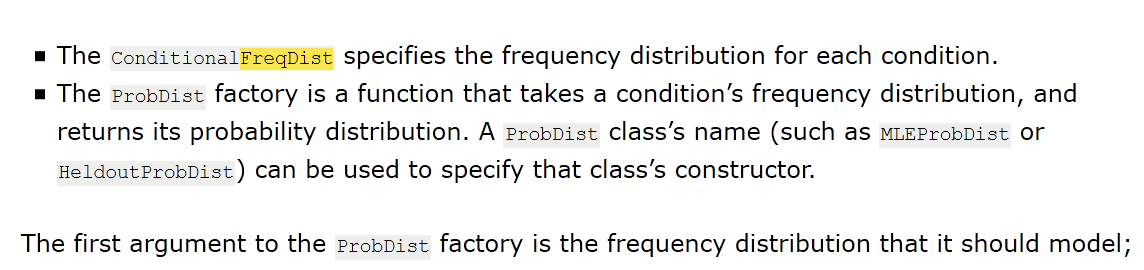 The ConditionalFreqDist specifies the frequency distribution for each condition.
The ProbDist factory is a function that takes a condition’s frequency distribution, and
returns its probability distribution. A ProbDist class’s name (such as MLEProbDist or
HeldoutProbDist) can be used to specify that class’s constructor.
The first argument to the ProbDist factory is the frequency distribution that it should model;